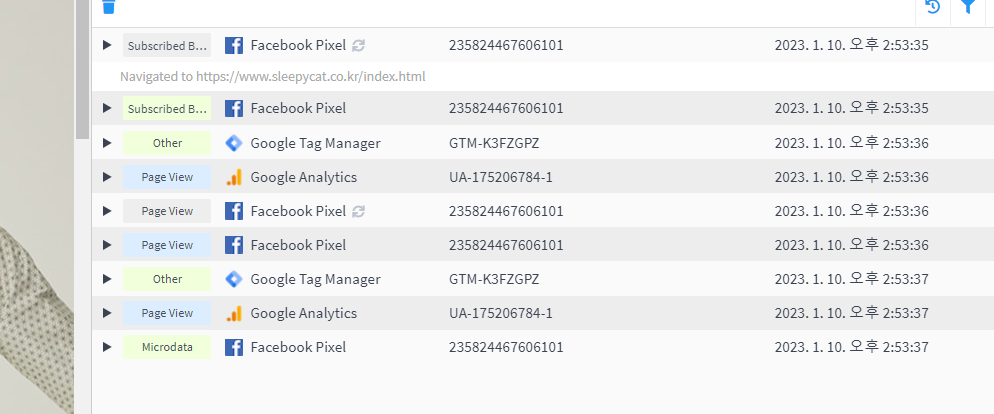 Subscribed B... Facebook Pixel 235824467606101 2023. 1. 10. 오후 2:53:35
Navigated to https://www.sleepycat.co.kr/index.html
Subscribed B... Facebook Pixel 235824467606101 2023. 1. 10. 오후 2:53:35
Other Google Tag Manager GTM-K3FZGPZ 2023. 1. 10. 오후 2:53:36
Page View Google Analytics UA-175206784-1 2023. 1. 10. 오후 2:53:36
Page View Facebook Pixel 235824467606101 2023. 1. 10. 오후 2:53:36
Page View Facebook Pixel 235824467606101 2023. 1. 10. 오후 2:53:36
Other Google Tag Manager GTM-K3FZGPZ 2023. 1. 10. 오후 2:53:37
Page View Google Analytics UA-175206784-1 2023. 1. 10. 오후 2:53:37
Microdata Facebook Pixel 235824467606101 2023. 1. 10. 오후 2:53:37